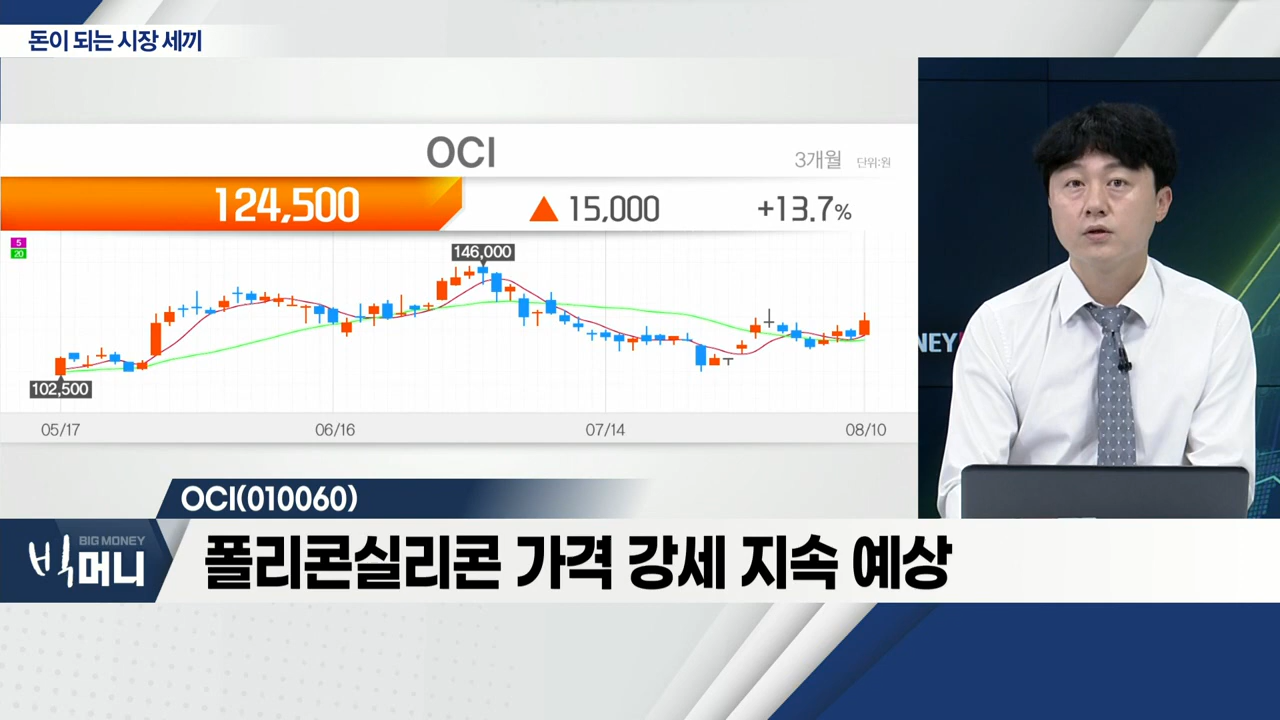 돈이 되는 시장 세끼
OCI
3개월 단위:원
124,500 ▲ 15,000 +13.7%
5
20
146,000
102,500
05/17 06/16 07/14 08/10
NEY
OCI(010060)
BIG MONEY
빅머니
폴리콘실리콘 가격 강세 지속 예상